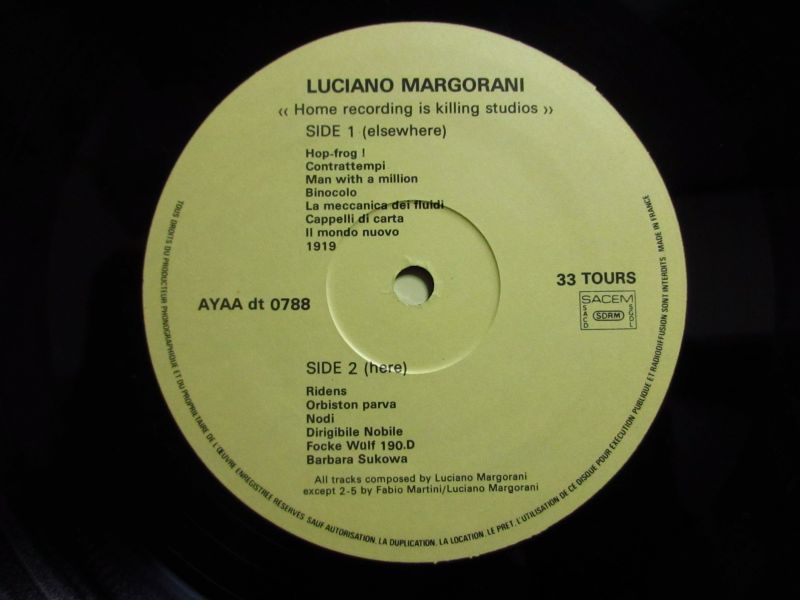 LUCIANO MARGORANI
‹‹ Home recording is killing studios ››
SIDE 1 (elsewhere)
Hop-frog !
Contrattempi
Man with a million
Binocolo
La meccanica dei fluidi
Cappelli di carta
Il mondo nuovo
1919
AYAA dt 0788
33 TOURS
SACEM
SACD
SDRM
SGDL
SIDE 2 (here)
Ridens
Orbiston parva
Nodi
Dirigibile Nobile
Focke Wülf 190.D
Barbara Sukowa
All tracks composed by Luciano Margorani
except 2-5 by Fabio Martini/Luciano Margorani
TOUS DROITS DU PRODUCTEUR PHONOGRAPHIQUE ET DU PROPRIETAIRE DE L'ŒUVRE ENREGISTREE RESERVES SAUF AUTORISATION, LA DUPLICATION, LA LOCATION, LE PRET, L'UTILISATION DE CE DISQUE POUR EXECUTION PUBLIQUE ET RADIODIFFUSION SONT INTERDITS. MADE IN FRANCE